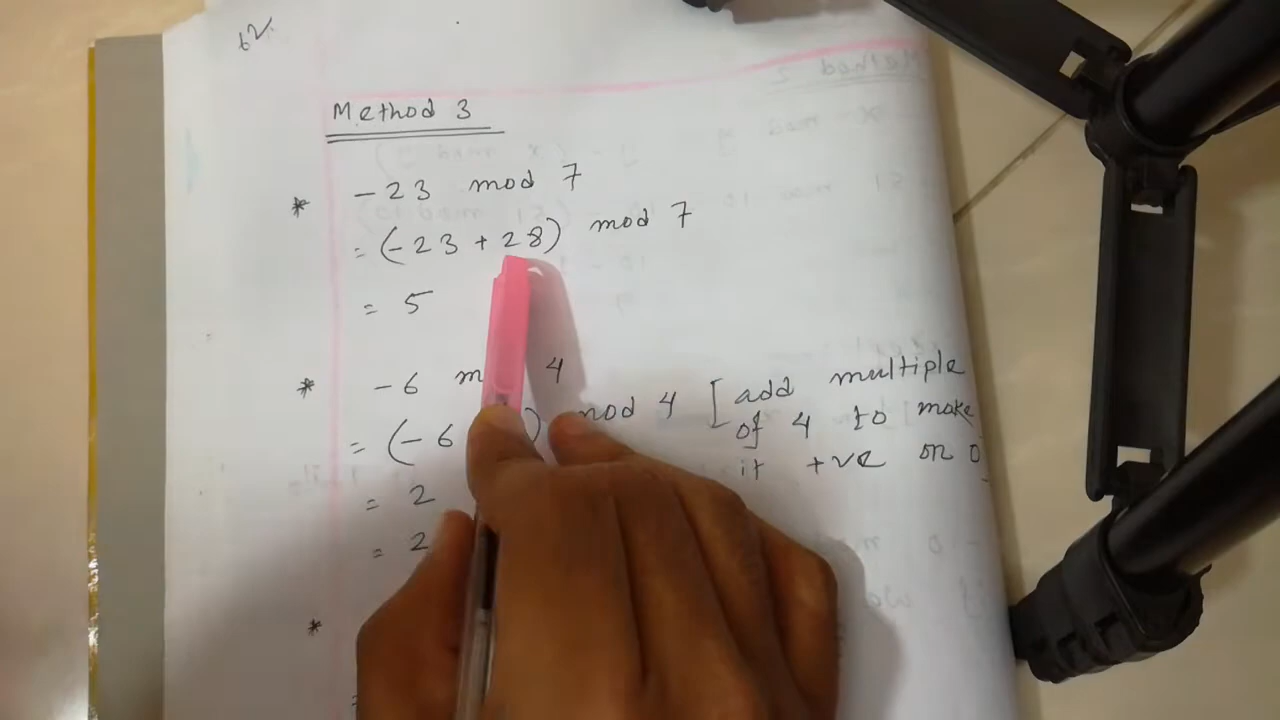 Method 3
* -23 mod 7
= (-23 + 28) mod 7
= 5
* -6 4
= (-6 ) mod 4 [add multiple
of 4 to make
it +ve or 0
= 2
= 2
*